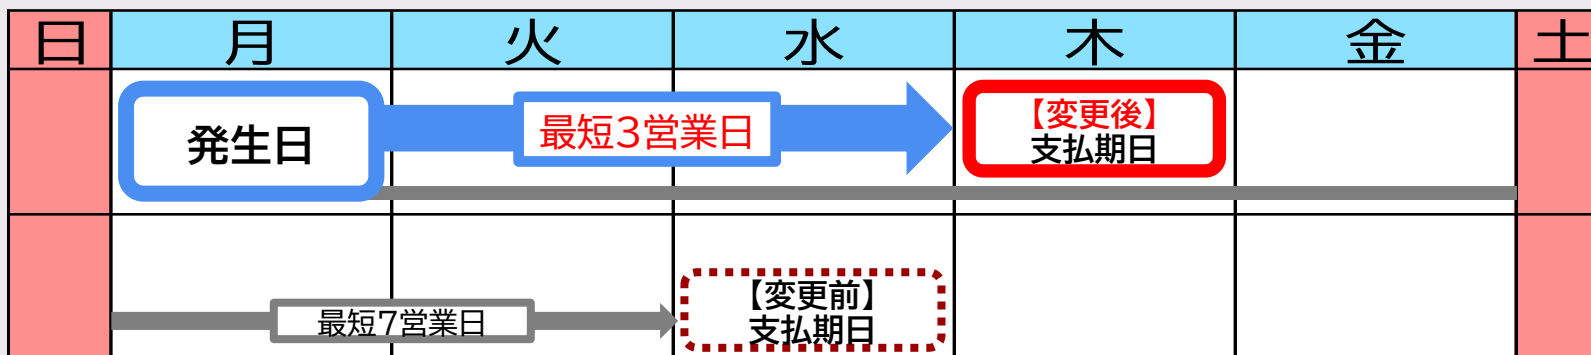 日 月 火 水 木 金 土
発生日
最短3営業日
【変更後】
支払期日
最短7営業日
【変更前】
支払期日